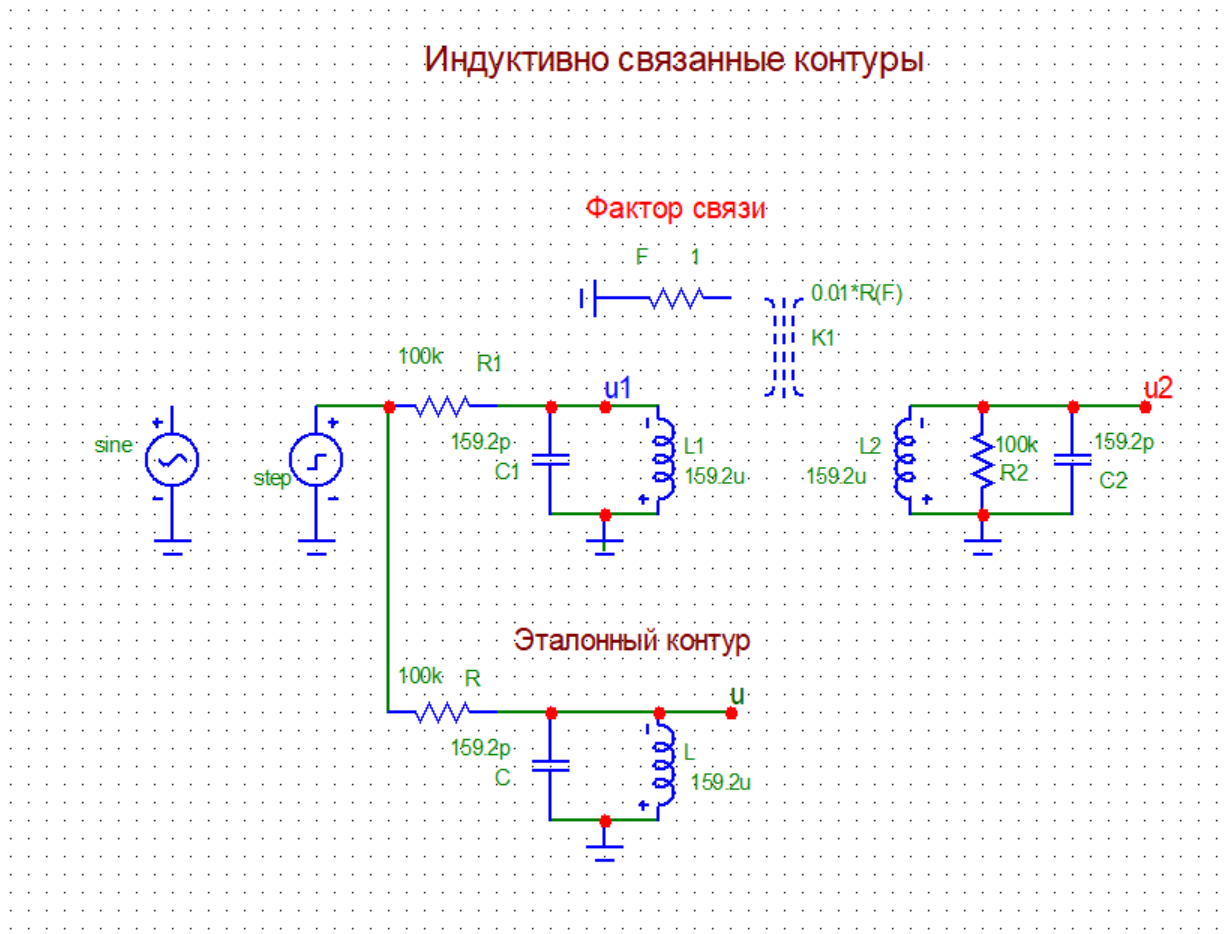 Индуктивно связанные контуры
Фактор связи
F 1
0.01*R(F)
K1
100k R1
u1
u2
sine
step
159.2p
C1
L1
159.2u
L2
159.2u
100k
R2
159.2p
C2
Эталонный контур
100k R
u
159.2p
C
L
159.2u